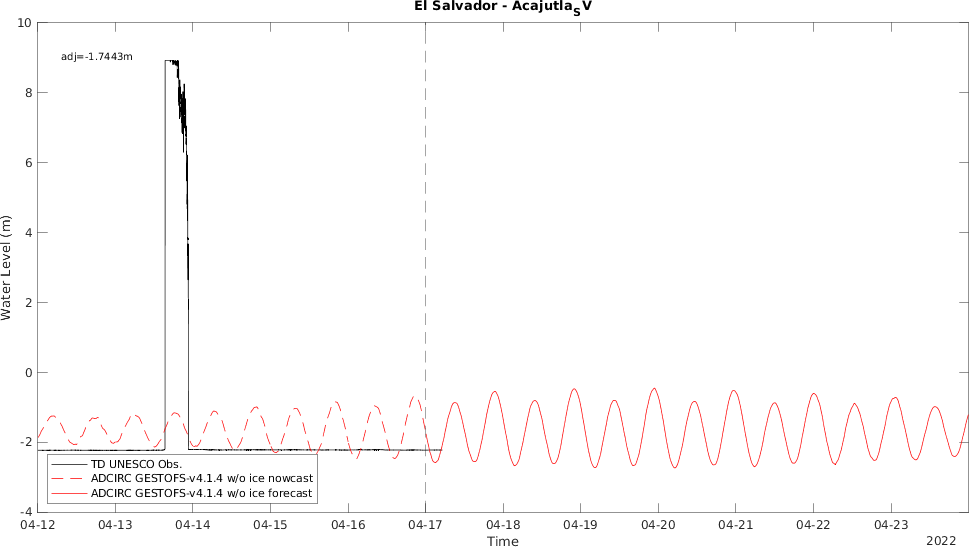 El Salvador - Acajutla_SV
adj=-1.7443m
Water Level (m)
10
8
6
4
2
0
-2
-4
TD UNESCO Obs.
ADCIRC GESTOFS-v4.1.4 w/o ice nowcast
ADCIRC GESTOFS-v4.1.4 w/o ice forecast
04-12 04-13 04-14 04-15 04-16 04-17 04-18 04-19 04-20 04-21 04-22 04-23
Time
2022